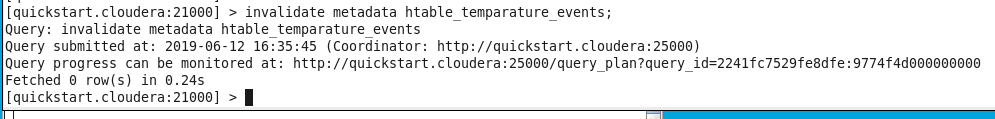 [quickstart.cloudera:21000] > invalidate metadata htable_temparature_events;
Query: invalidate metadata htable_temparature_events
Query submitted at: 2019-06-12 16:35:45 (Coordinator: http://quickstart.cloudera:25000)
Query progress can be monitored at: http://quickstart.cloudera:25000/query_plan?query_id=2241fc7529fe8dfe:9774f4d000000000
Fetched 0 row(s) in 0.24s
[quickstart.cloudera:21000] >